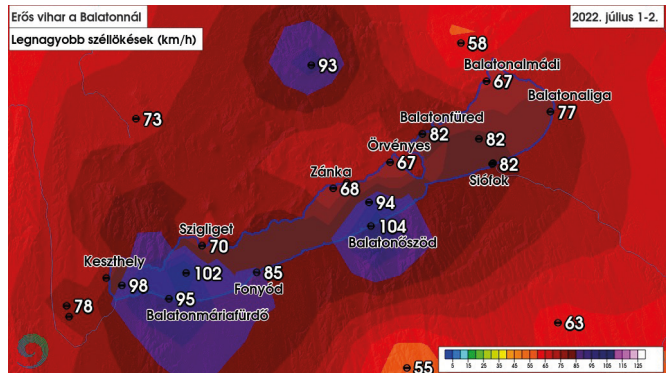 Erős vihar a Balatonnál
2022. július 1-2.
Legnagyobb széllökések (km/h)
58
93
Balatonalmádi
67
Balatonaliga
77
73
Balatonfüred
82
82
Örvényes
67
82
Siófok
Zánka
68
94
104
Balatonőszöd
Szigliget
70
Keszthely
102
85
Fonyód
98
95
Balatonmáriafürdő
78
63
55
5 15 25 35 45 55 65 75 85 95 105 115 125